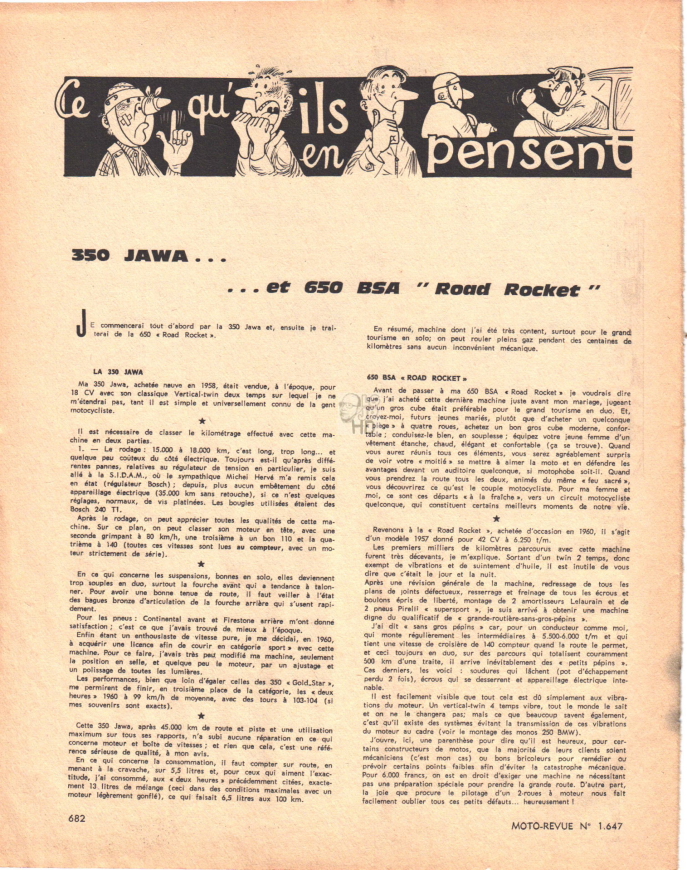 Ce qu'ils en pensent
350 JAWA...
...et 650 BSA " Road Rocket "
JE commencerai tout d'abord par la 350 Jawa et, ensuite je trai-
terai de la 650 « Road Rocket ».
LA 350 JAWA
Ma 350 Jawa, achetée neuve en 1958, était vendue, à l'époque, pour
18 CV avec son classique Vertical-twin deux temps sur lequel je ne
m'étendrai pas, tant il est simple et universellement connu de la gent
motocycliste.
★
Il est nécessaire de classer le kilométrage effectué avec cette ma-
chine en deux parties.
1. — Le rodage : 15.000 à 18.000 km, c'est long, trop long... et
quelque peu coûteux du côté électrique. Toujours est-il qu'après diffé-
rentes pannes, relatives au régulateur de tension en particulier, je suis
allé à la S.I.D.A.M., où le sympathique Michel Hervé m'a remis cela
en état (régulateur Bosch) ; depuis, plus aucun embêtement du côté
appareillage électrique (35.000 km sans retouche), si ce n'est quelques
réglages, normaux, de vis platinées. Les bougies utilisées étaient des
Bosch 240 T1.
Après le rodage, on peut apprécier toutes les qualités de cette ma-
chine. Sur ce plan, on peut classer son moteur en tête, avec une
seconde grimpant à 80 km/h, une troisième à un bon 110 et la qua-
trième à 140 (toutes ces vitesses sont lues au compteur, avec un mo-
teur strictement de série).
★
En ce qui concerne les suspensions, bonnes en solo, elles deviennent
trop souples en duo, surtout la fourche avant qui a tendance à talon-
ner. Pour avoir une bonne tenue de route, il faut veiller à l'état
des bagues bronze d'articulation de la fourche arrière qui s'usent rapi-
dement.
Pour les pneus : Continental avant et Firestone arrière m'ont donné
satisfaction ; c'est ce que j'avais trouvé de mieux à l'époque.
Enfin étant un enthousiaste de vitesse pure, je me décidai, en 1960,
à acquérir une licence afin de courir en catégorie sport » avec cette
machine. Pour ce faire, j'avais très peu modifié ma machine, seulement
la position en selle, et quelque peu le moteur, par un ajustage et
un polissage de toutes les lumières.
Les performances, bien que loin d'égaler celles des 350 « Gold Star »,
me permirent de finir, en troisième place de la catégorie, les « deux
heures » 1960 à 99 km/h de moyenne, avec des tours à 103-104 (si
mes souvenirs sont exacts).
★
Cette 350 Jawa, après 45.000 km de route et piste et une utilisation
maximum sur tous ses rapports, n'a subi aucune réparation en ce qui
concerne moteur et boîte de vitesses ; et rien que cela, c'est une réfé-
rence sérieuse de qualité, à mon avis.
En ce qui concerne la consommation, il faut compter sur route, en
menant à la cravache, sur 5,5 litres et, pour ceux qui aiment l'exac-
titude, j'ai consommé, aux « deux heures » précédemment citées, exacte-
ment 13 litres de mélange (ceci dans des conditions maximales avec un
moteur légèrement gonflé), ce qui faisait 6,5 litres aux 100 km.
En résumé, machine dont j'ai été très content, surtout pour le grand
tourisme en solo; on peut rouler pleins gaz pendant des centaines de
kilomètres sans aucun inconvénient mécanique.
650 BSA « ROAD ROCKET »
Avant de passer à ma 650 BSA « Road Rocket » je voudrais dire
que j'ai acheté cette dernière machine juste avant mon mariage, jugeant
qu'un gros cube était préférable pour le grand tourisme en duo. Et,
croyez-moi, futurs jeunes mariés, plutôt que d'acheter un quelconque
à quatre roues, achetez un bon gros cube moderne, confor-
table ; conduisez-le bien, en souplesse ; équipez votre jeune femme d'un
vêtement étanche, chaud, élégant et confortable (ça se trouve). Quand
vous aurez réunis tous ces éléments, vous serez agréablement surpris
de voir votre « moitié » se mettre à aimer la moto et en défendre les
avantages devant un auditoire quelconque, si motophobe soit-il. Quand
vous prendrez la route tous les deux, animés du même « feu sacré »,
vous découvrirez ce qu'est le couple motocycliste. Pour ma femme et
moi, ce sont ces départs « à la fraîche », vers un circuit motocycliste
quelconque, qui constituent certains meilleurs moments de notre vie.
★
Revenons à la « Road Rocket », achetée d'occasion en 1960, il s'agit
d'un modèle 1957 donné pour 42 CV à 6.250 t/m.
Les premiers milliers de kilomètres parcourus avec cette machine
furent très décevants, je m'explique. Sortant d'un twin 2 temps, donc
exempt de vibrations et de suintement d'huile, il est inutile de vous
dire que c'était le jour et la nuit.
Après une révision générale de la machine, redressage de tous les
plans de joints défectueux, resserrage et freinage de tous les écrous et
boulons épris de liberté, montage de 2 amortisseurs Lelaurain et de
2 pneus Pirelli « supersport », je suis arrivé à obtenir une machine
digne du qualificatif de « grande-routière-sans-gros-pépins ».
J'ai dit « sans gros pépins » car, pour un conducteur comme moi,
qui monte régulièrement les intermédiaires à 5.500-6.000 t/m et qui
tient une vitesse de croisière de 140 compteur quand la route le permet,
et ceci toujours en duo, sur des parcours qui totalisent couramment
500 km d'une traite, il arrive inévitablement des « petits pépins ».
Ces derniers, les voici : soudures qui lâchent (pot d'échappement
perdu 2 fois), écrous qui se desserrent et appareillage électrique inte-
nable.
Il est facilement visible que tout cela est dû simplement aux vibra-
tions du moteur. Un vertical-twin 4 temps vibre, tout le monde le sait
et on ne le changera pas; mais ce que beaucoup savent également,
c'est qu'il existe des systèmes évitant la transmission de ces vibrations
du moteur au cadre (voir le montage des monos 250 BMW).
J'ouvre, ici, une parenthèse pour dire qu'il est heureux, pour cer-
tains constructeurs de motos, que la majorité de leurs clients soient
mécaniciens (c'est mon cas) ou bons bricoleurs pour remédier ou
prévoir certains points faibles afin d'éviter la catastrophe mécanique.
Pour 6.000 francs, on est en droit d'exiger une machine ne nécessitant
pas une préparation spéciale pour prendre la grande route. D'autre part,
la joie que procure le pilotage d'un 2-roues à moteur nous fait
facilement oublier tous ces petits défauts... heureusement !
682
MOTO-REVUE N° 1.647